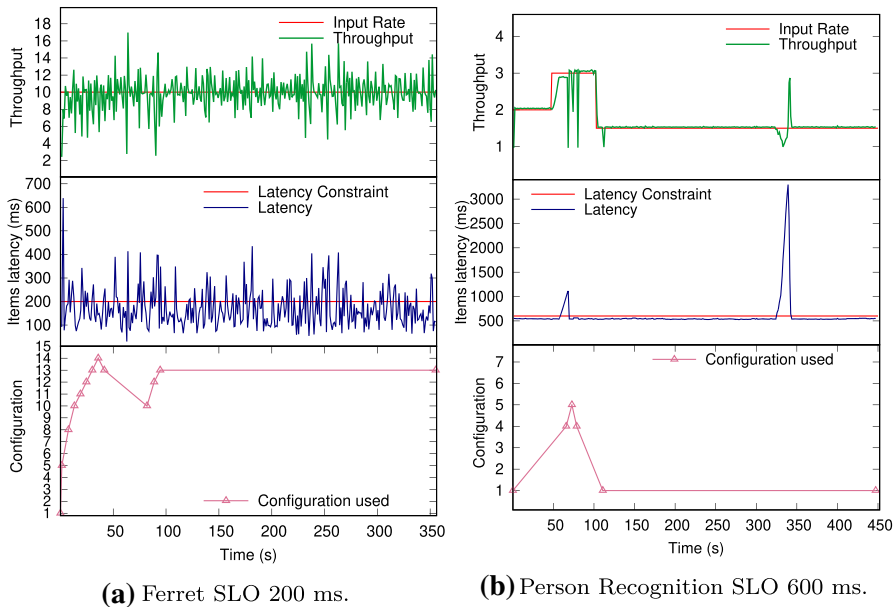 Input Rate
Throughput
18
16
14
12
10
8
6
4
2
Throughput
Latency Constraint
Latency
700
600
500
400
300
200
100
Items latency (ms)
15
14
13
12
11
10
9
8
7
6
5
4
3
2
1
Configuration
Configuration used
50 100 150 200 250 300 350
Time (s)
(a) Ferret SLO 200 ms.
Input Rate
Throughput
4
3
2
1
Throughput
Latency Constraint
Latency
3000
2500
2000
1500
1000
500
Items latency (ms)
7
6
5
4
3
2
1
Configuration
Configuration used
50 100 150 200 250 300 350 400 450
Time (s)
(b) Person Recognition SLO 600 ms.